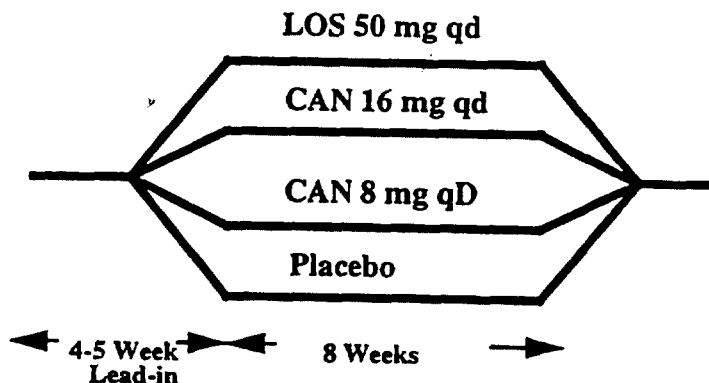 LOS 50 mg qd
CAN 16 mg qd
CAN 8 mg qD
Placebo
4-5 Week
Lead-in
8 Weeks